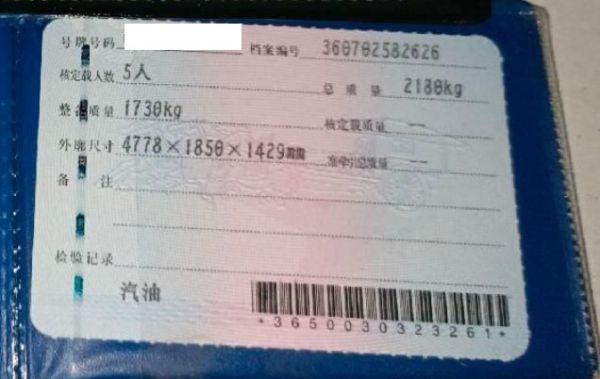 号牌号码 档案编号 360702582626
核定载人数 5人 总质量 2180kg
整备质量 1730kg 核定载质量 --
外廓尺寸 4778×1850×1429mm 准牵引总质量 --
备注
检验记录
汽油
*3650030323261*